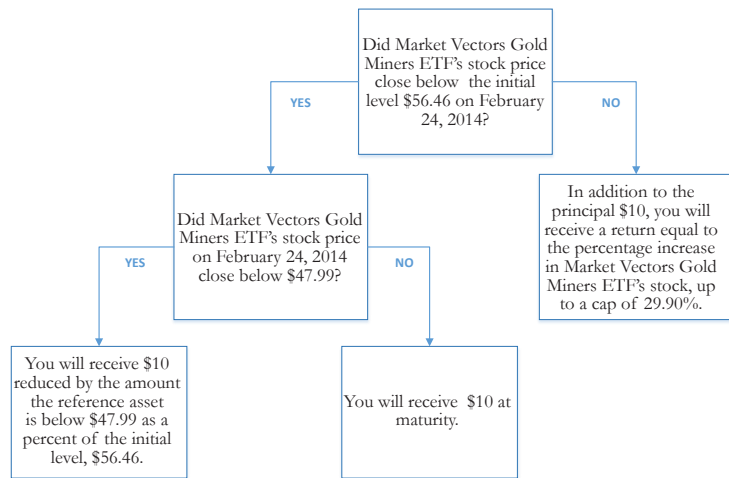 Did Market Vectors Gold
Miners ETF's stock price
close below the initial
level $56.46 on February
24, 2014?
YES
NO
Did Market Vectors Gold
Miners ETF's stock price
on February 24, 2014
close below $47.99?
In addition to the
principal $10, you will
receive a return equal to
the percentage increase
in Market Vectors Gold
Miners ETF's stock, up
to a cap of 29.90%.
YES
NO
You will receive $10
reduced by the amount
the reference asset
is below $47.99 as a
percent of the initial
level, $56.46.
You will receive $10 at
maturity.